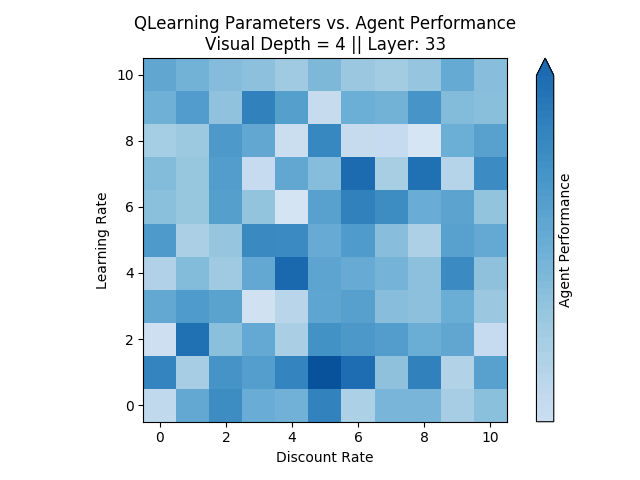 QLearning Parameters vs. Agent Performance
Visual Depth = 4 || Layer: 33
10
8
6
4
2
0
Learning Rate
0 2 4 6 8 10
Discount Rate
Agent Performance